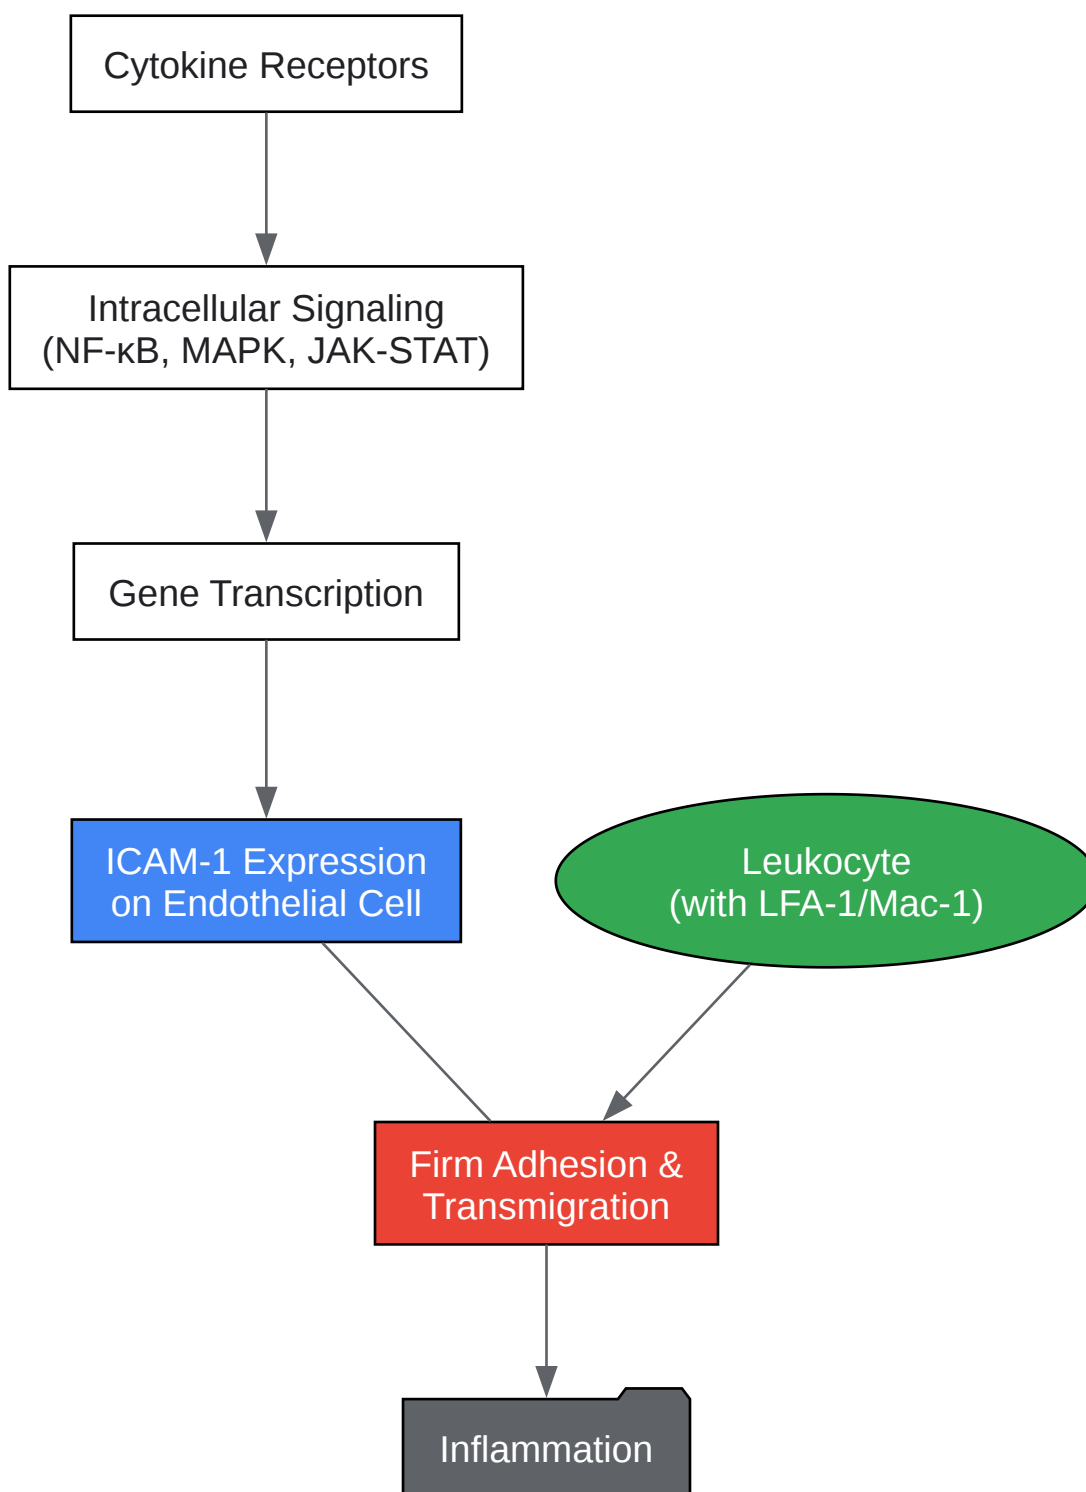 Cytokine Receptors
Intracellular Signaling
(NF-κB, MAPK, JAK-STAT)
Gene Transcription
ICAM-1 Expression
on Endothelial Cell
Leukocyte
(with LFA-1/Mac-1)
Firm Adhesion &
Transmigration
Inflammation